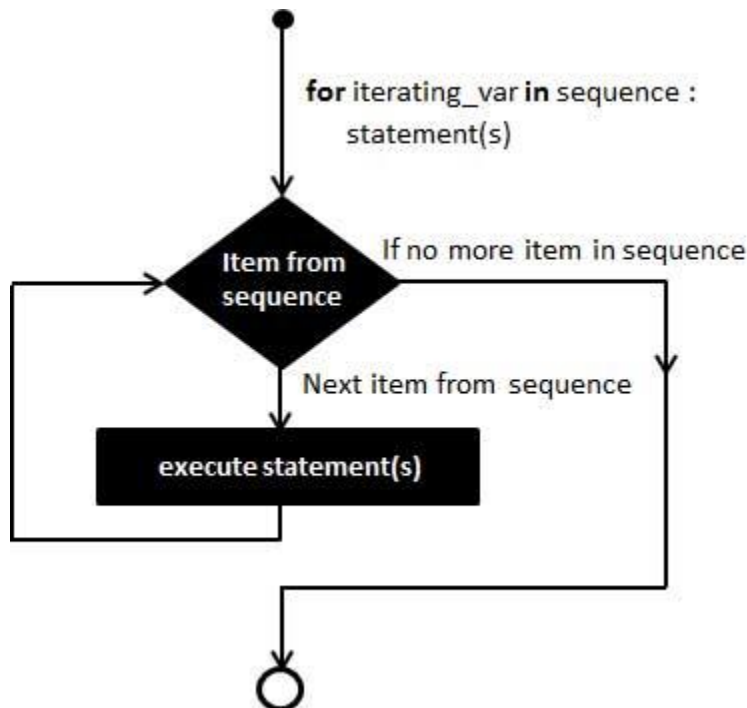 for iterating_var in sequence :
statement(s)
Item from
sequence
If no more item in sequence
Next item from sequence
execute statement(s)